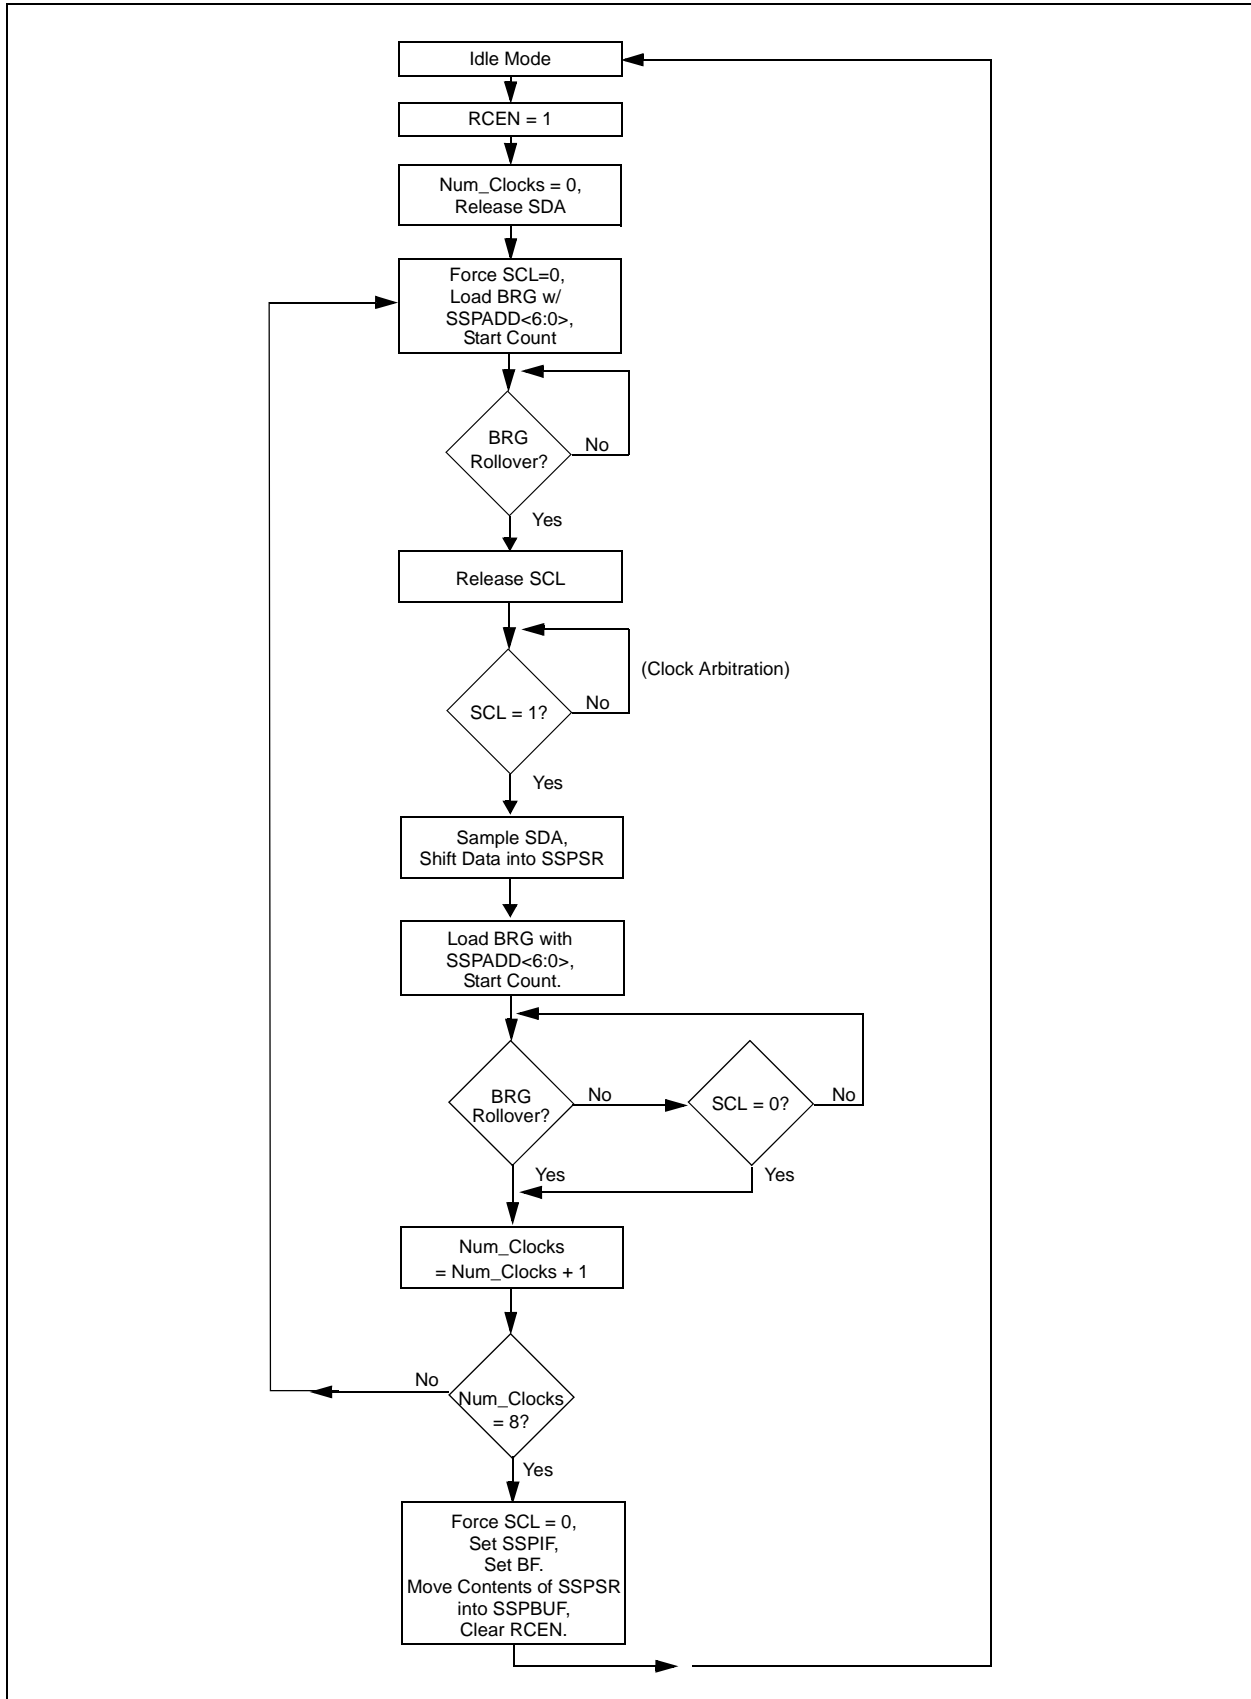 Idle Mode
RCEN = 1
Num_Clocks = 0,
Release SDA
Force SCL=0,
Load BRG w/
SSPADD<6:0>,
Start Count
BRG
Rollover?
No
Yes
Release SCL
(Clock Arbitration)
SCL = 1?
No
Yes
Sample SDA,
Shift Data into SSPSR
Load BRG with
SSPADD<6:0>,
Start Count.
BRG
Rollover?
No
SCL = 0?
No
Yes
Yes
Num_Clocks
= Num_Clocks + 1
No
Num_Clocks
= 8?
Yes
Force SCL = 0,
Set SSPIF,
Set BF.
Move Contents of SSPSR
into SSPBUF,
Clear RCEN.